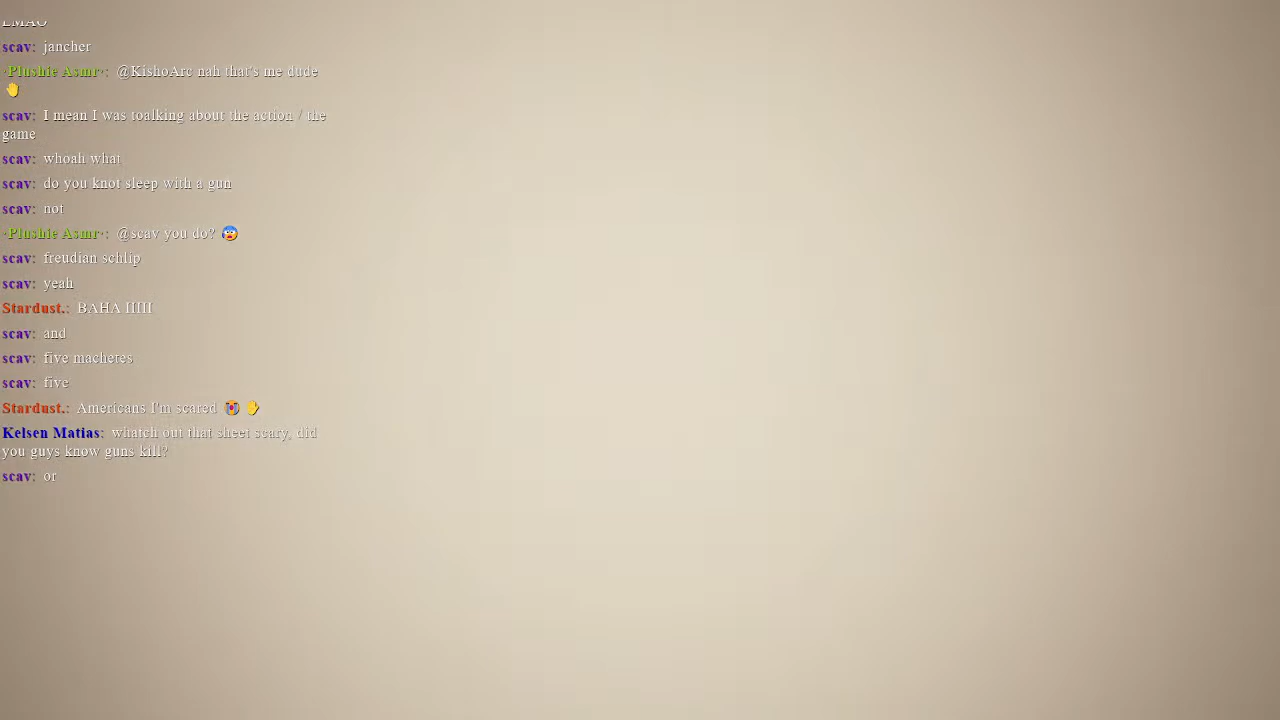 LMAO
scav: jancher
·Plushie Asmr·: @KishoArc nah that's me dude
🤚
scav: I mean I was toalking about the action / the
game
scav: whoah what
scav: do you knot sleep with a gun
scav: not
·Plushie Asmr·: @scav you do? 😰
scav: freudian schlip
scav: yeah
Stardust.: BAHA IIIII
scav: and
scav: five machetes
scav: five
Stardust.: Americans I'm scared 😭 ✋
Kelsen Matias: whatch out that sheet scary, did
you guys know guns kill?
scav: or